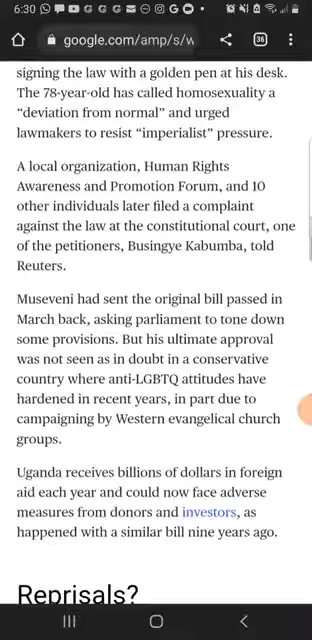 6:30
google.com/amp/s/w
36
signing the law with a golden pen at his desk.
The 78-year-old has called homosexuality a
“deviation from normal” and urged
lawmakers to resist “imperialist” pressure.
A local organization, Human Rights
Awareness and Promotion Forum, and 10
other individuals later filed a complaint
against the law at the constitutional court, one
of the petitioners, Busingye Kabumba, told
Reuters.
Museveni had sent the original bill passed in
March back, asking parliament to tone down
some provisions. But his ultimate approval
was not seen as in doubt in a conservative
country where anti-LGBTQ attitudes have
hardened in recent years, in part due to
campaigning by Western evangelical church
groups.
Uganda receives billions of dollars in foreign
aid each year and could now face adverse
measures from donors and investors, as
happened with a similar bill nine years ago.
Reprisals?